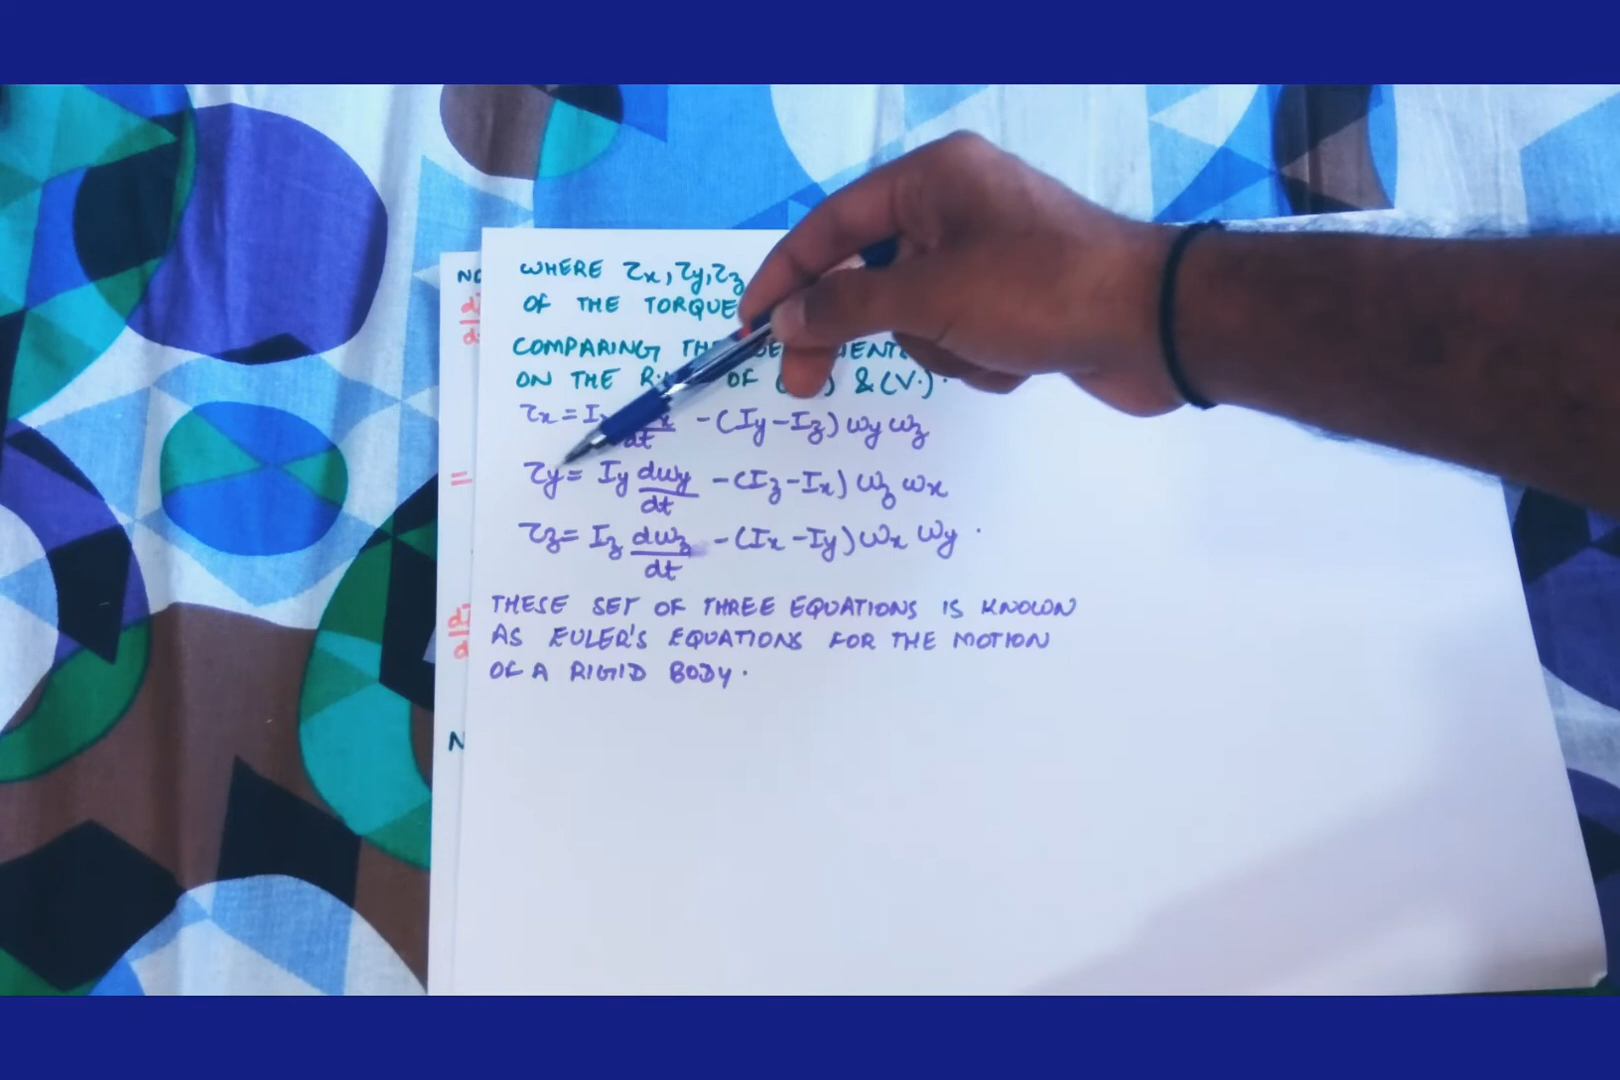 WHERE τx, τy, τz
OF THE TORQUE
COMPARING
ON THE OF & (V.).
τx = dt - (Iy - Iz) ωy ωz
τy = Iy dωy/dt - (Iz - Ix) ωz ωx
τz = Iz dωz/dt - (Ix - Iy) ωx ωy .
THESE SET OF THREE EQUATIONS IS KNOWN
AS EULER'S EQUATIONS FOR THE MOTION
OF A RIGID BODY.